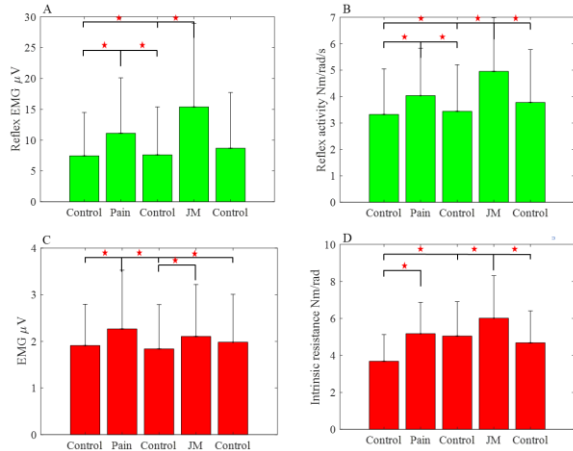 A
Reflex EMG μV
30
25
20
15
10
5
0
Control Pain Control JM Control
B
Reflex activity Nm/rad/s
7
6
5
4
3
2
1
0
Control Pain Control JM Control
C
EMG μV
4
3
2
1
0
Control Pain Control JM Control
D
Intrinsic resistance Nm/rad
10
8
6
4
2
0
Control Pain Control JM Control